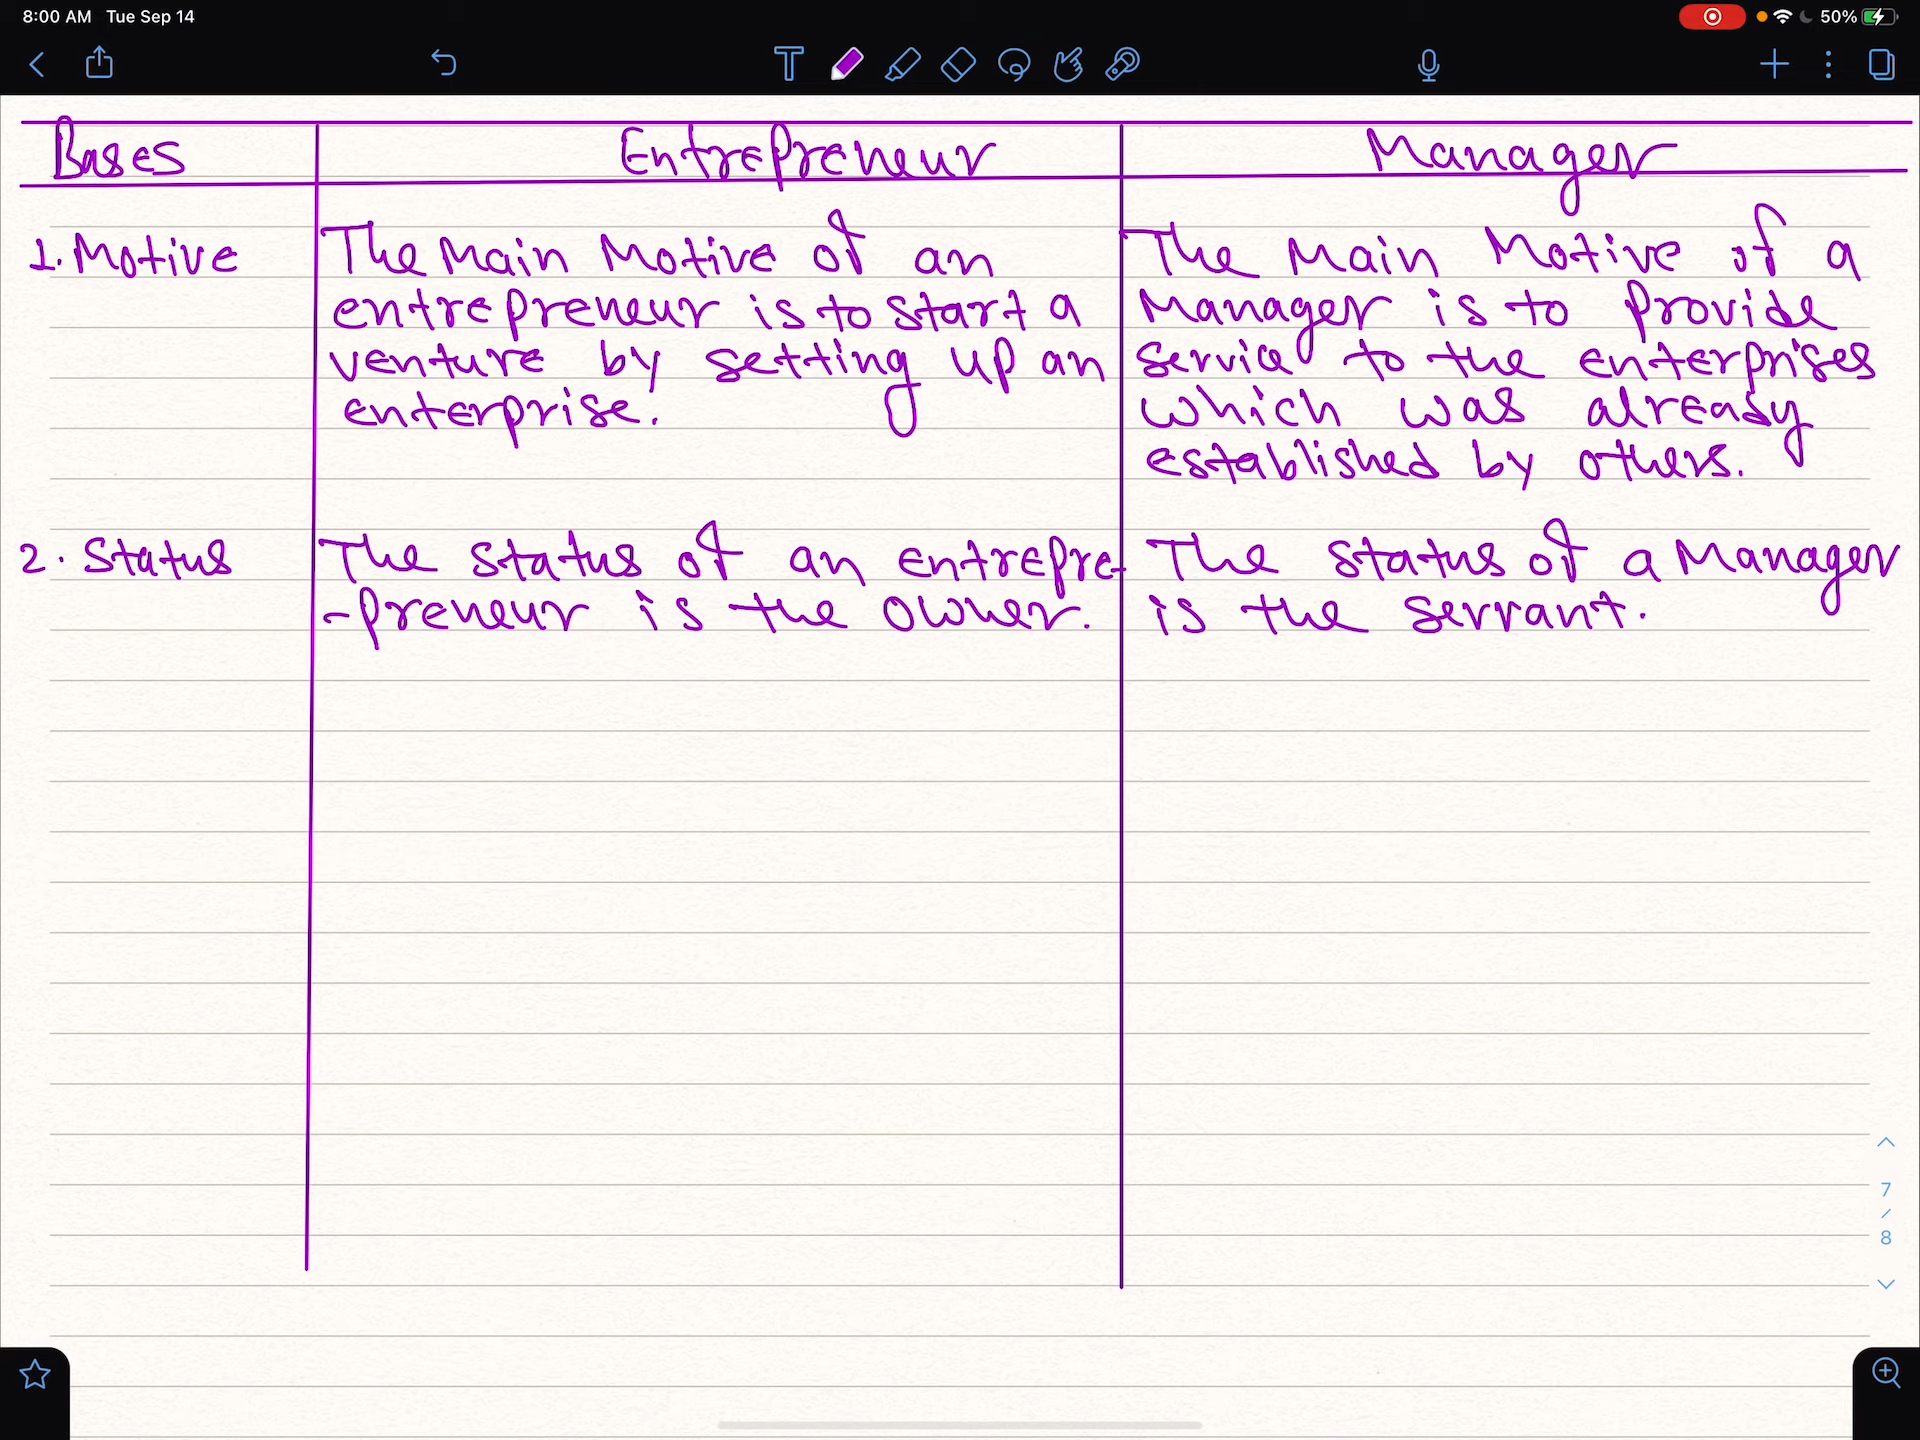 8:00 AM Tue Sep 14
50%
Bases Entrepreneur Manager
1. Motive
The Main Motive of an
entrepreneur is to start a
venture by setting up an
enterprise.
The Main Motive of a
Manager is to Provide
service to the enterprises
which was already
established by others.
2. Status
The status of an entrepre-
-preneur is the owner.
The status of a Manager
is the servant.
7
/
8